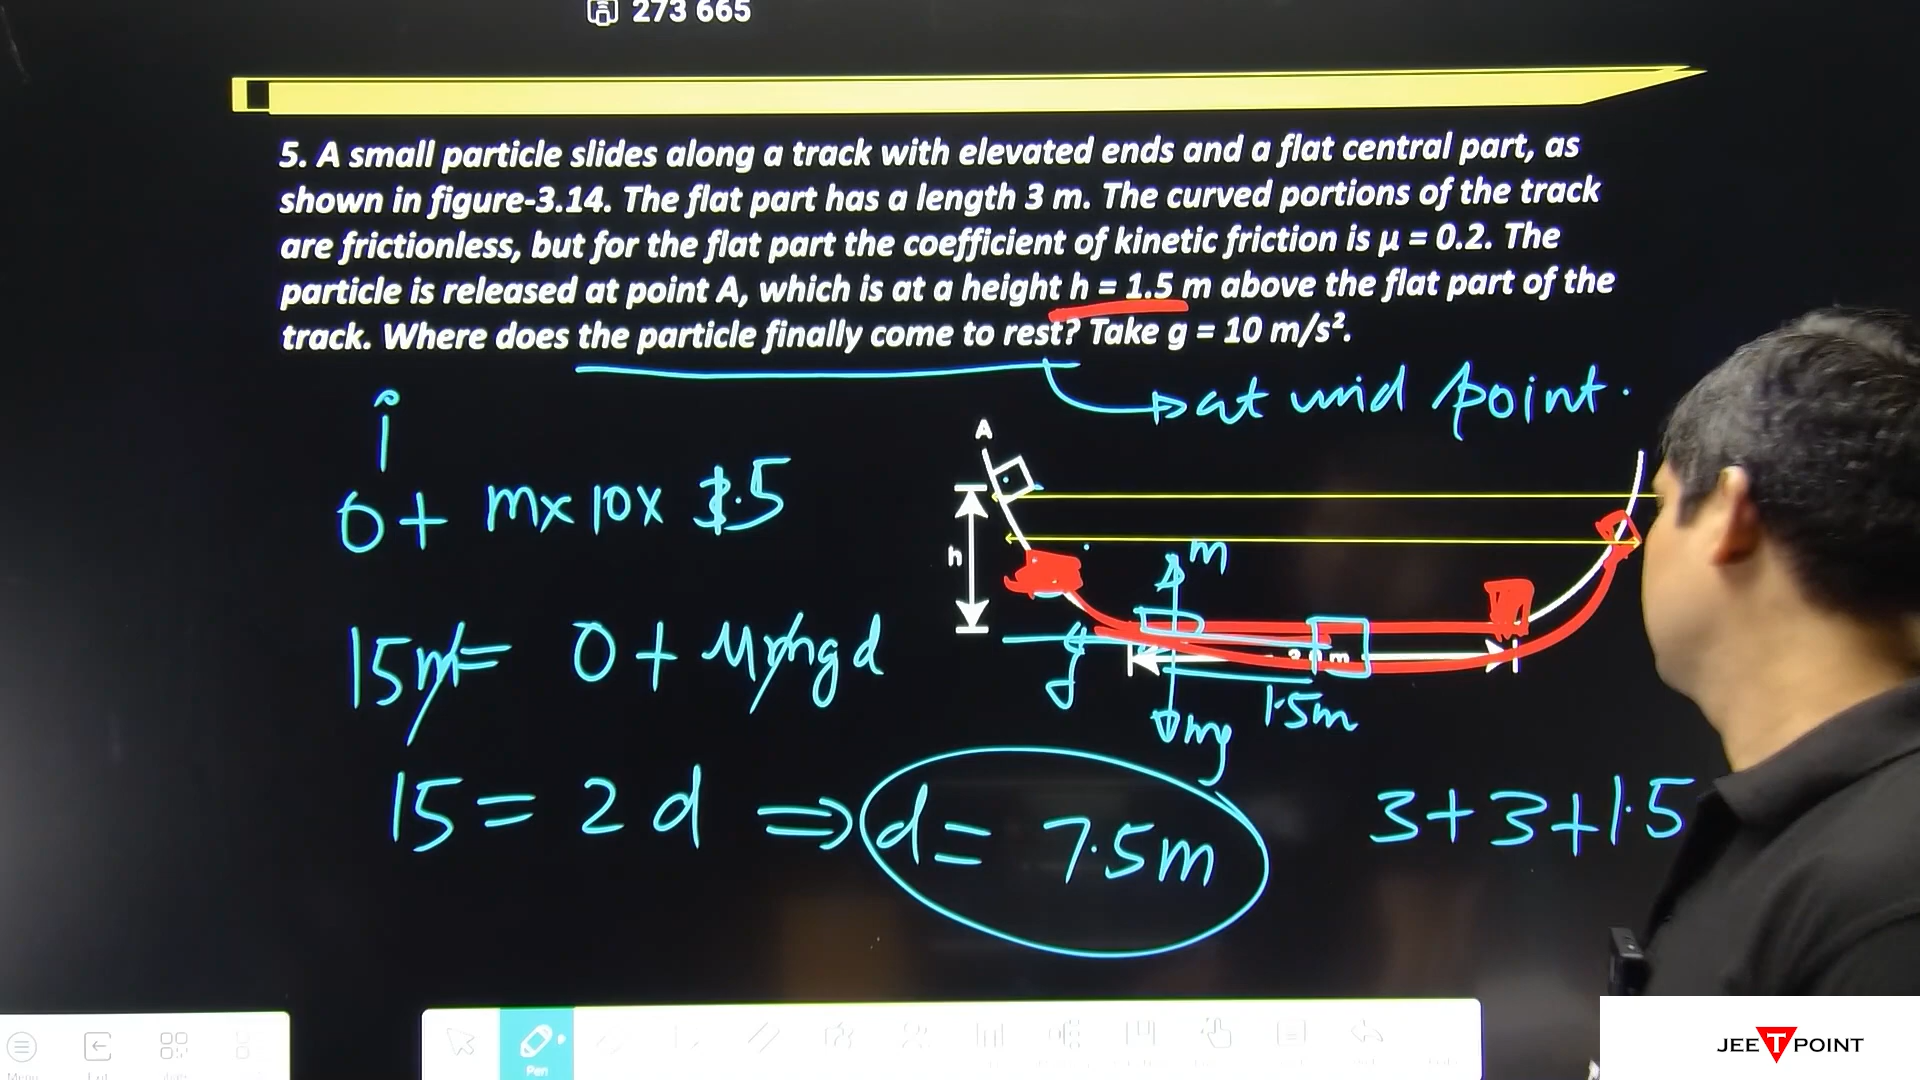 273 665
5. A small particle slides along a track with elevated ends and a flat central part, as
shown in figure-3.14. The flat part has a length 3 m. The curved portions of the track
are frictionless, but for the flat part the coefficient of kinetic friction is μ = 0.2. The
particle is released at point A, which is at a height h = 1.5 m above the flat part of the
track. Where does the particle finally come to rest? Take g = 10 m/s².
at mid point.
A
0 + m×10×1.5
h
m
15m = 0 + μmgd
f
m
1.5m
mg
15 = 2d ⇒ d = 7.5m
3+3+1.5
Pen
JEE T POINT